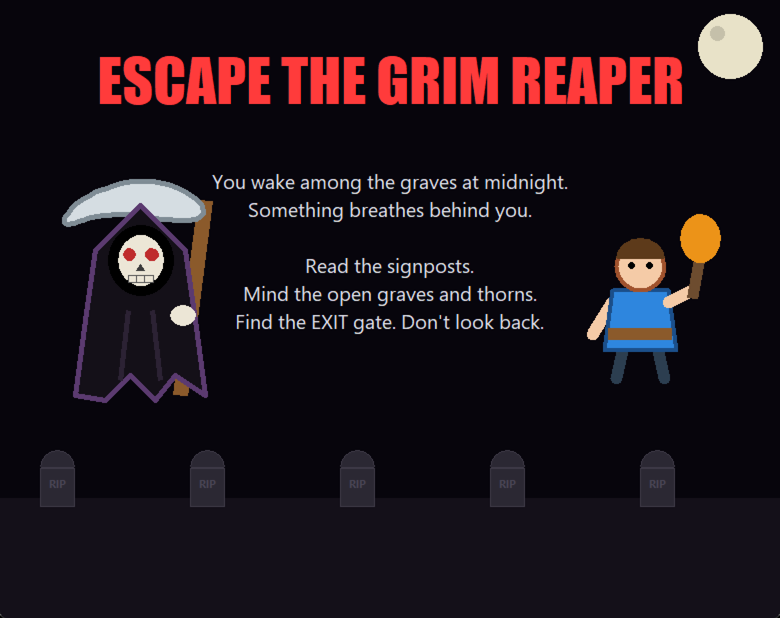 ESCAPE THE GRIM REAPER
You wake among the graves at midnight.
Something breathes behind you.
Read the signposts.
Mind the open graves and thorns.
Find the EXIT gate. Don't look back.
RIP
RIP
RIP
RIP
RIP